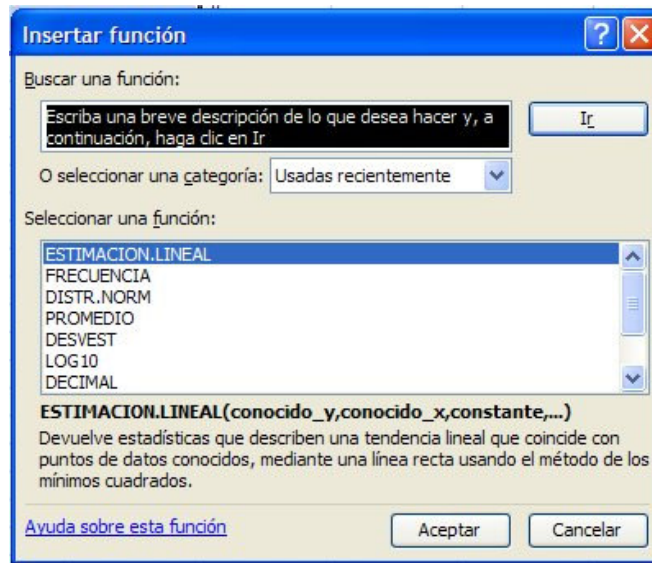 Insertar función
Buscar una función:
Escriba una breve descripción de lo que desea hacer y, a
continuación, haga clic en Ir
Ir
O seleccionar una categoría: Usadas recientemente
Seleccionar una función:
ESTIMACION.LINEAL
FRECUENCIA
DISTR.NORM
PROMEDIO
DESVEST
LOG10
DECIMAL
ESTIMACION.LINEAL(conocido_y,conocido_x,constante,...)
Devuelve estadísticas que describen una tendencia lineal que coincide con
puntos de datos conocidos, mediante una línea recta usando el método de los
mínimos cuadrados.
Ayuda sobre esta función
Aceptar
Cancelar